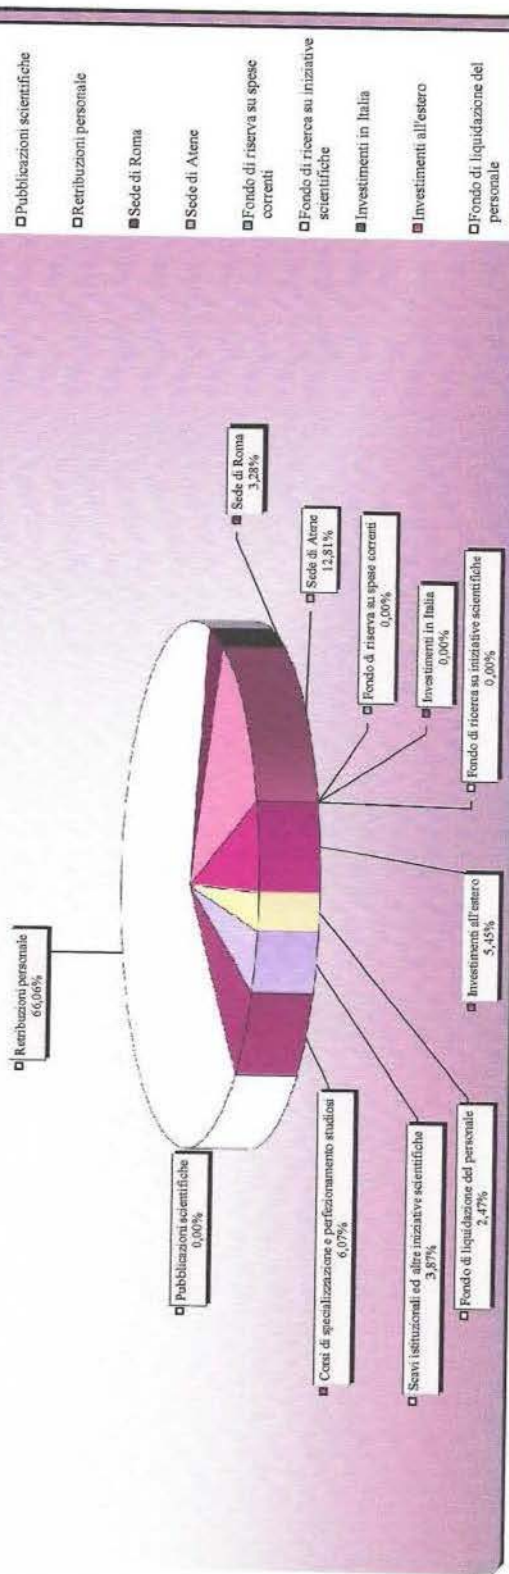 Pubblicazioni scientifiche
Retribuzioni personale
Sede di Roma
Sede di Atene
Fondo di riserva su spese
correnti
Fondo di ricerca su iniziative
scientifiche
Investimenti in Italia
Investimenti all'estero
Fondo di liquidazione del
personale
Retribuzioni personale
66,06%
Sede di Roma
3,28%
Sede di Atene
12,81%
Fondo di riserva su spese correnti
0,00%
Investimenti in Italia
0,00%
Fondo di ricerca su iniziative scientifiche
0,00%
Investimenti all'estero
5,45%
Fondo di liquidazione del personale
2,47%
Scavi istituzionali ed altre iniziative scientifiche
3,87%
Corsi di specializzazione e perfezionamento studiosi
6,07%
Pubblicazioni scientifiche
0,00%